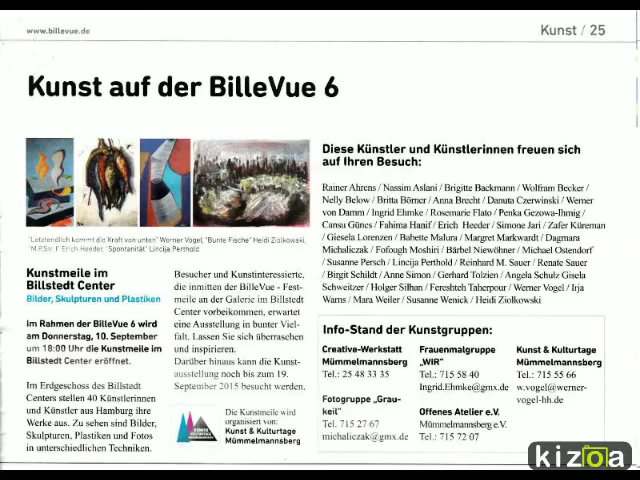 www.billevue.de
Kunst / 25
Kunst auf der BilleVue 6
"Letztendlich kommt die Kraft von unten" Werner Vogel, "Bunte Fische" Heidi Ziolkowski,
Erich Heeder, "Spontanität" Lincija Perthold
Kunstmeile im
Billstedt Center
Bilder, Skulpturen und Plastiken
Im Rahmen der BilleVue 6 wird
am Donnerstag, 10. September
um 18:00 Uhr die Kunstmeile im
Billstedt Center eröffnet.
Im Erdgeschoss des Billstedt
Centers stellen 40 Künstlerinnen
und Künstler aus Hamburg ihre
Werke aus. Zu sehen sind Bilder,
Skulpturen, Plastiken und Fotos
in unterschiedlichen Techniken.
Besucher und Kunstinteressierte,
die inmitten der BilleVue - Fest-
meile an der Galerie im Billstedt
Center vorbeikommen, erwartet
eine Ausstellung in bunter Viel-
falt. Lassen Sie sich überraschen
und inspirieren.
Darüber hinaus kann die Kunst-
ausstellung noch bis zum 19.
September 2015 besucht werden.
Die Kunstmeile wird
organisiert von:
Kunst & Kulturtage
Mümmelmannsberg
Diese Künstler und Künstlerinnen freuen sich
auf Ihren Besuch:
Rainer Ahrens / Nassim Aslani / Brigitte Backmann / Wolfram Becker /
Nelly Below / Britta Börner / Anna Brecht / Danuta Czerwinski / Werner
von Damm / Ingrid Ehmke / Rosemarie Flato / Penka Gezowa-Ihmig /
Cansu Günes / Fahima Hanif / Erich Heeder / Simone Jari / Zafer Küreman
/ Giesela Lorenzen / Babette Malura / Margret Markwardt / Dagmara
Michaliczak / Fofough Moshiri / Bärbel Niewöhner / Michael Ostendorf
/ Susanne Persch / Lincija Perthold / Reinhard M. Sauer / Renate Sauer
/ Birgit Schildt / Anne Simon / Gerhard Tolzien / Angela Schulz Gisela
Schweitzer / Holger Silhan / Fereshteh Taherpour / Werner Vogel / Irja
Warns / Mara Weiler / Susanne Wenick / Heidi Ziolkowski
Info-Stand der Kunstgruppen:
Creative-Werkstatt
Mümmelmannsberg
Tel.: 25 48 33 35
Fotogruppe „Grau-
keil"
Tel. 715 27 67
michaliczak@gmx.de
Frauenmalgruppe
„WIR"
Tel.: 715 58 40
Ingrid.Ehmke@gmx.de
Offenes Atelier e.V.
Mümmelmannsberg e.V.
Tel.: 715 72 07
Kunst & Kulturtage
Mümmelmannsberg
Tel.: 715 55 66
w.vogel@werner-
vogel-hh.de
kizoa